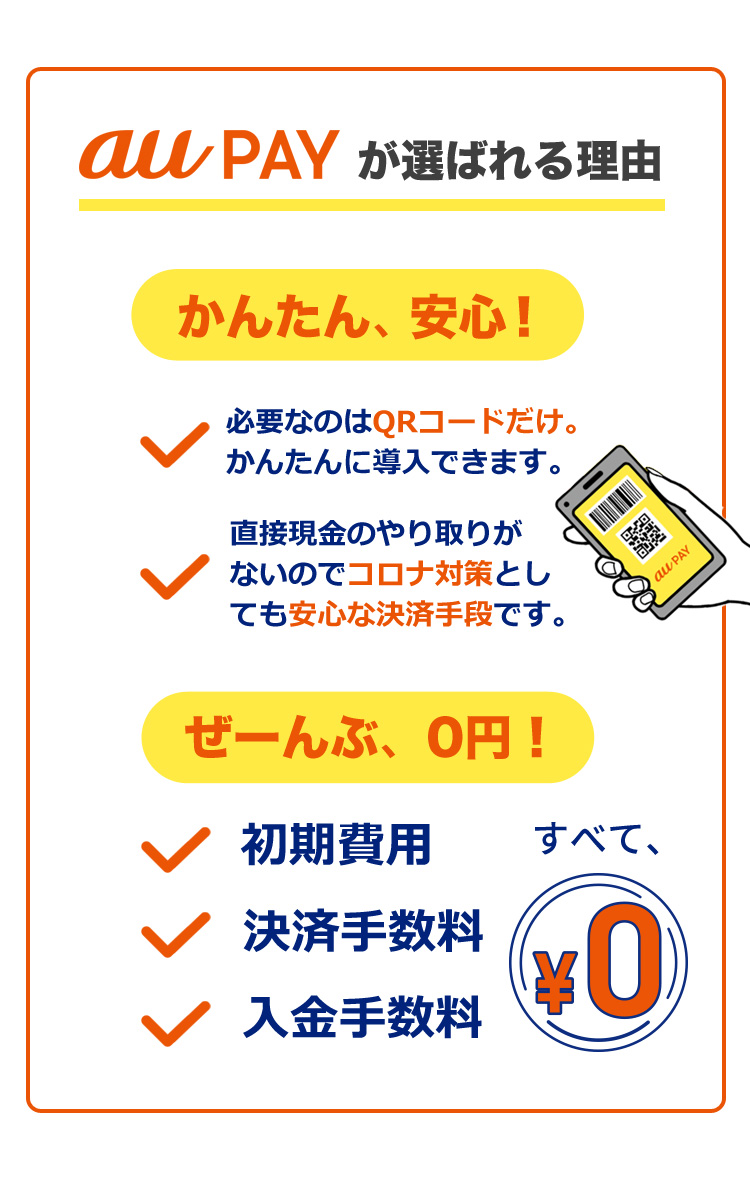 au PAY が選ばれる理由
かんたん、安心！
必要なのはQRコードだけ。
かんたんに導入できます。
直接現金のやり取りが
ないのでコロナ対策とし
ても安心な決済手段です。
au PAY
ぜーんぶ、0円！
初期費用
決済手数料
入金手数料
すべて、
¥0